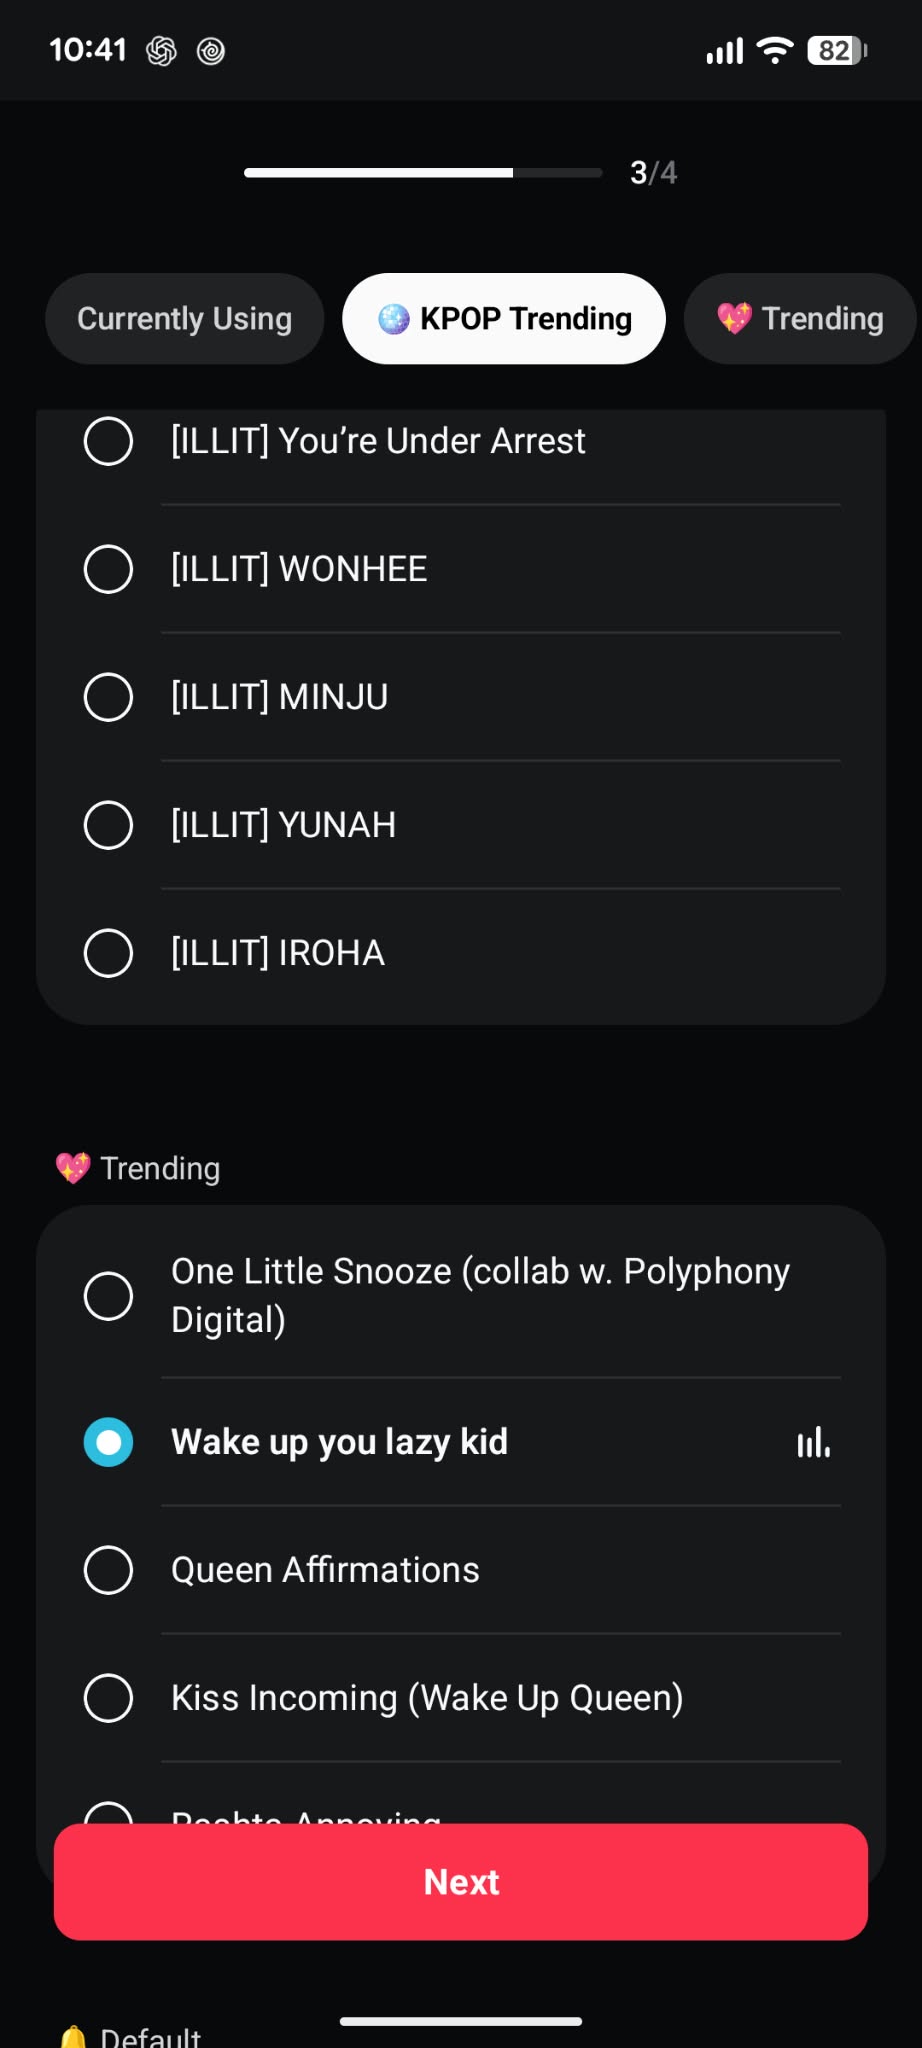 10:41
82
3/4
Currently Using
KPOP Trending
Trending
[ILLIT] You’re Under Arrest
[ILLIT] WONHEE
[ILLIT] MINJU
[ILLIT] YUNAH
[ILLIT] IROHA
Trending
One Little Snooze (collab w. Polyphony
Digital)
Wake up you lazy kid
Queen Affirmations
Kiss Incoming (Wake Up Queen)
Annoying
Next
Default